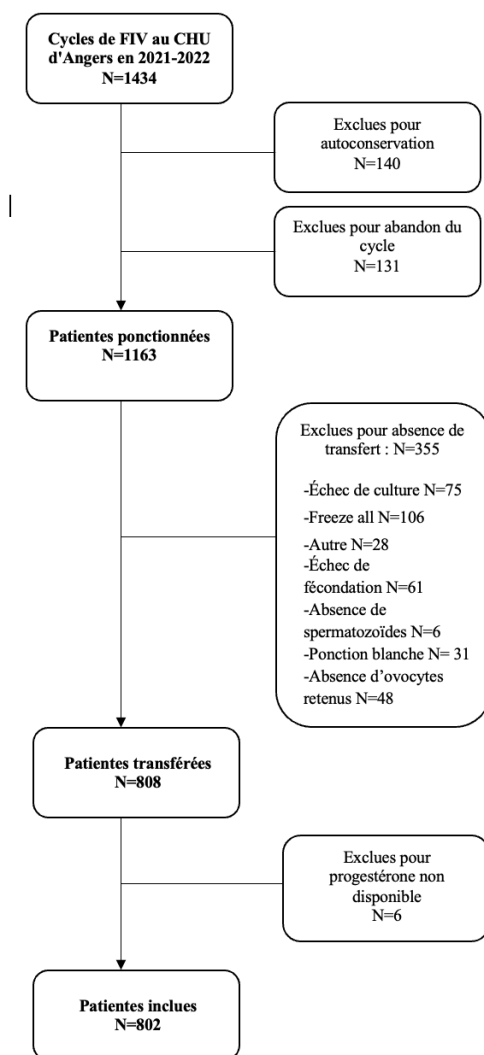 Cycles de FIV au CHU
d'Angers en 2021-2022
N=1434
Exclues pour
autoconservation
N=140
Exclues pour abandon du
cycle
N=131
Patientes ponctionnées
N=1163
Exclues pour absence de
transfert : N=355
-Échec de culture N=75
-Freeze all N=106
-Autre N=28
-Échec de
fécondation N=61
-Absence de
spermatozoïdes N=6
-Ponction blanche N= 31
-Absence d’ovocytes
retenus N=48
Patientes transférées
N=808
Exclues pour
progestérone non
disponible
N=6
Patientes inclues
N=802